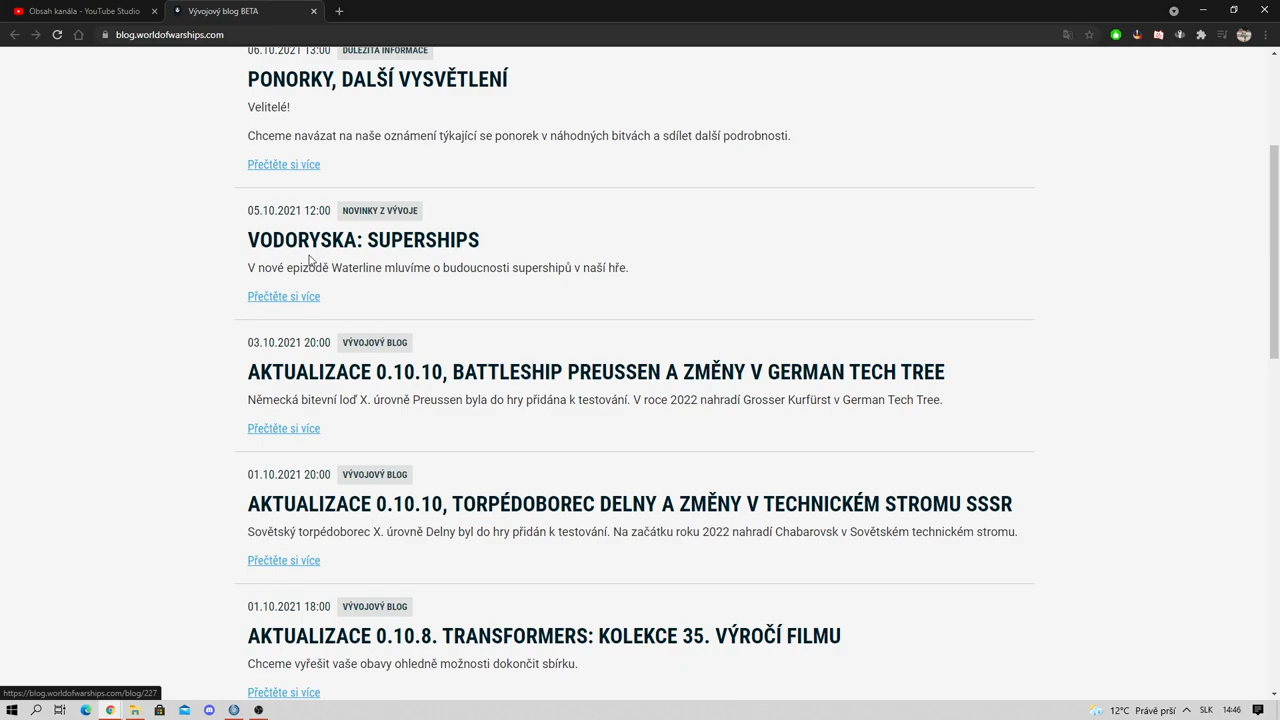 Obsah kanála - YouTube Studio
Vývojový blog BETA
blog.worldofwarships.com
06.10.2021 13:00 DŮLEŽITÁ INFORMACE
PONORKY, DALŠÍ VYSVĚTLENÍ
Velitelé!
Chceme navázat na naše oznámení týkající se ponorek v náhodných bitvách a sdílet další podrobnosti.
Přečtěte si více
05.10.2021 12:00 NOVINKY Z VÝVOJE
VODORYSKA: SUPERSHIPS
V nové epizodě Waterline mluvíme o budoucnosti supershipů v naší hře.
Přečtěte si více
03.10.2021 20:00 VÝVOJOVÝ BLOG
AKTUALIZACE 0.10.10, BATTLESHIP PREUSSEN A ZMĚNY V GERMAN TECH TREE
Německá bitevní loď X. úrovně Preussen byla do hry přidána k testování. V roce 2022 nahradí Grosser Kurfürst v German Tech Tree.
Přečtěte si více
01.10.2021 20:00 VÝVOJOVÝ BLOG
AKTUALIZACE 0.10.10, TORPÉDOBOREC DELNY A ZMĚNY V TECHNICKÉM STROMU SSSR
Sovětský torpédoborec X. úrovně Delny byl do hry přidán k testování. Na začátku roku 2022 nahradí Chabarovsk v Sovětském technickém stromu.
Přečtěte si více
01.10.2021 18:00 VÝVOJOVÝ BLOG
AKTUALIZACE 0.10.8. TRANSFORMERS: KOLEKCE 35. VÝROČÍ FILMU
Chceme vyřešit vaše obavy ohledně možnosti dokončit sbírku.
Přečtěte si více
https://blog.worldofwarships.com/blog/227
12°C Právě prší SLK 14:46